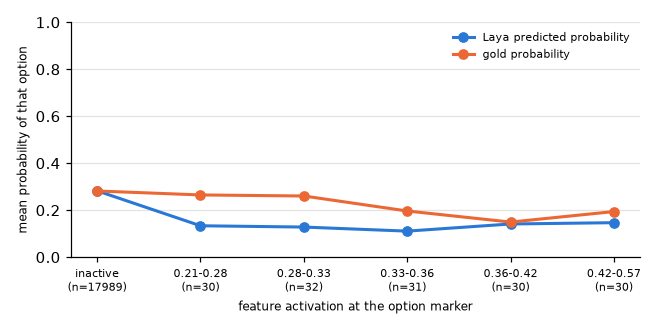 1.0
0.8
0.6
0.4
0.2
0.0
mean probability of that option
Laya predicted probability
gold probability
inactive
(n=17989)
0.21-0.28
(n=30)
0.28-0.33
(n=32)
0.33-0.36
(n=31)
0.36-0.42
(n=30)
0.42-0.57
(n=30)
feature activation at the option marker